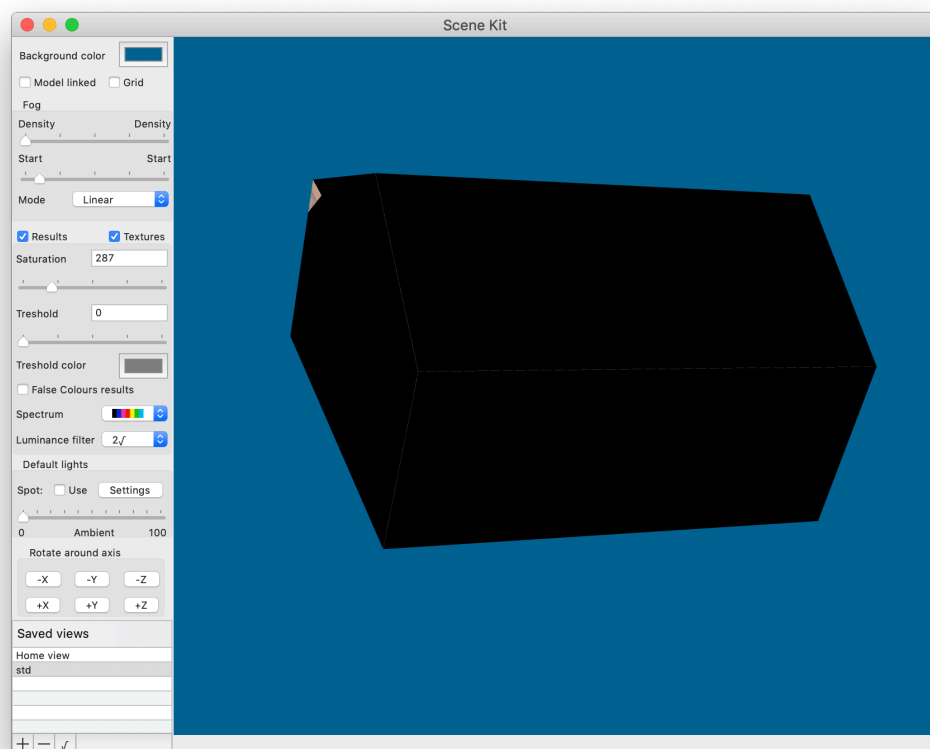 Scene Kit
Background color
Model linked Grid
Fog
Density Density
Start Start
Mode Linear
Results Textures
Saturation 287
Treshold 0
Treshold color
False Colours results
Spectrum
Luminance filter 2√
Default lights
Spot: Use Settings
0 Ambient 100
Rotate around axis
-X -Y -Z
+X +Y +Z
Saved views
Home view
std
+ − √